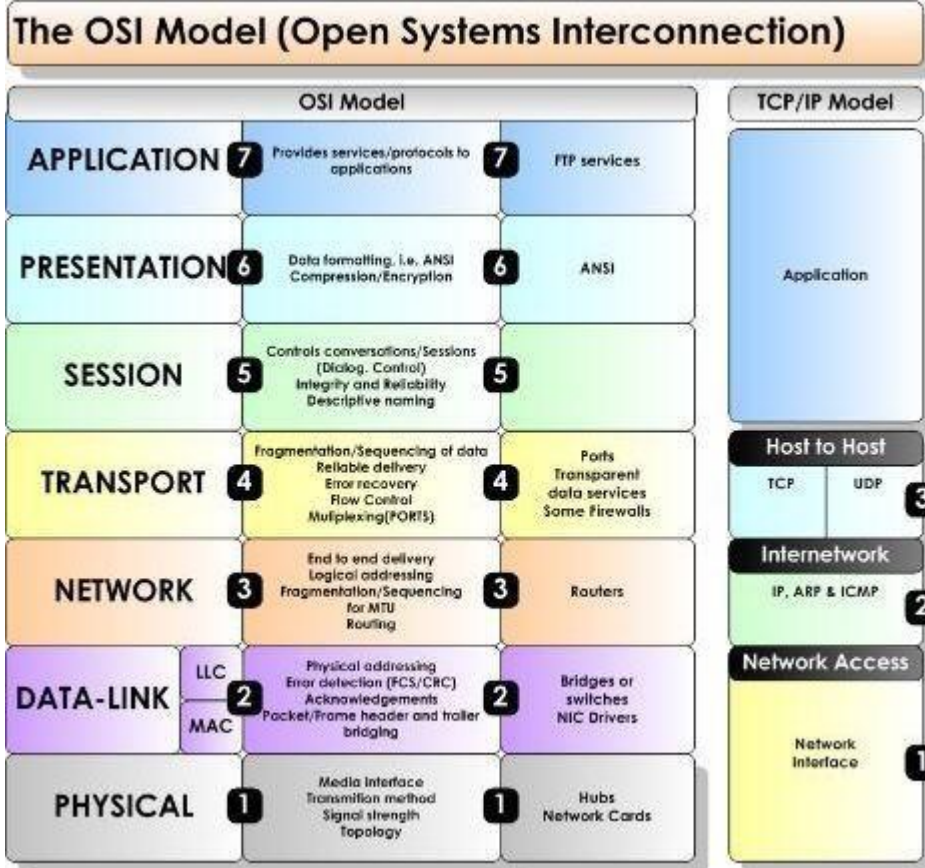 The OSI Model (Open Systems Interconnection)
OSI Model
APPLICATION
7
Provides services/protocols to
applications
7
FTP services
PRESENTATION
6
Data formatting, i.e. ANSI
Compression/Encryption
6
ANSI
SESSION
5
Controls conversations/Sessions
(Dialog. Control)
Integrity and Reliability
Descriptive naming
5
TRANSPORT
4
Fragmentation/Sequencing of data
Reliable delivery
Error recovery
Flow Control
Muliplexing(PORTS)
4
Ports
Transparent
data services
Some Firewalls
NETWORK
3
End to end delivery
Logical addressing
Fragmentation/Sequencing
for MTU
Routing
3
Routers
DATA-LINK
LLC
MAC
2
Physical addressing
Error detection (FCS/CRC)
Acknowledgements
Packet/Frame header and trailer
bridging
2
Bridges or
switches
NIC Drivers
PHYSICAL
1
Media Interface
Transmition method
Signal strength
Topology
1
Hubs
Network Cards
TCP/IP Model
Application
Host to Host
TCP
UDP
3
Internetwork
IP, ARP & ICMP
2
Network Access
Network
Interface
1